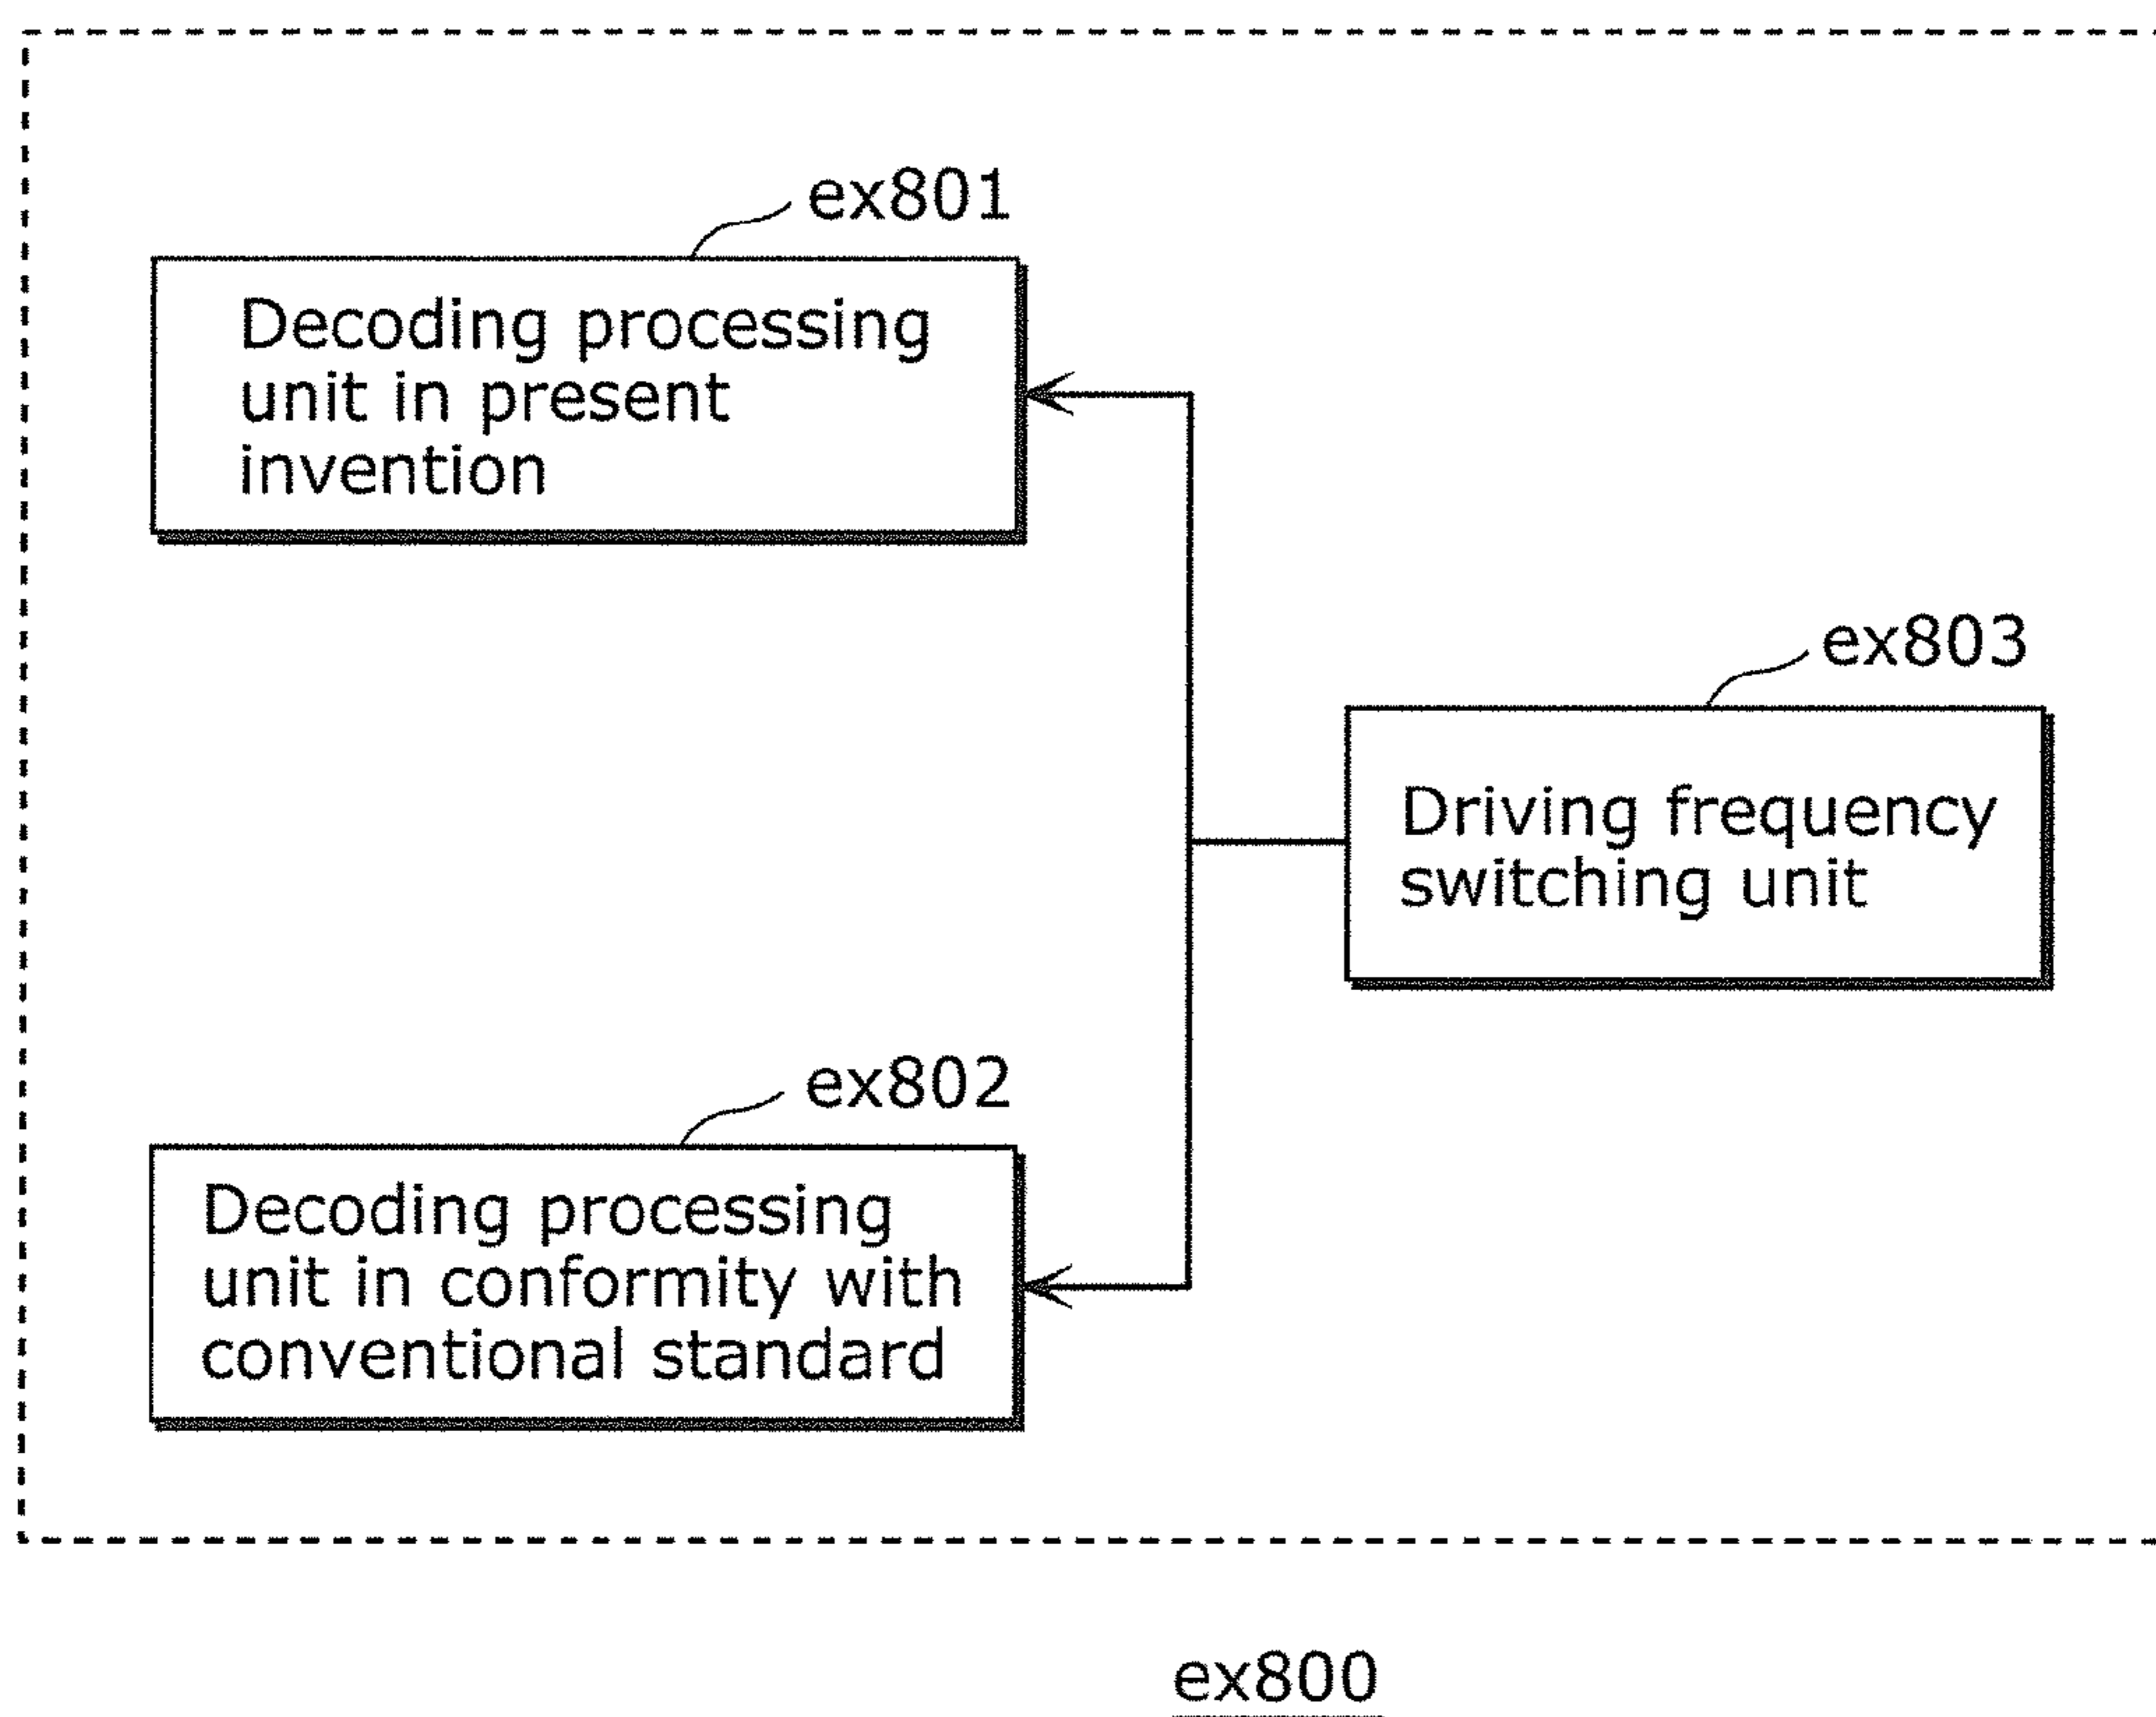 ex801
Decoding processing
unit in present
invention
ex803
Driving frequency
switching unit
ex802
Decoding processing
unit in conformity with
conventional standard
ex800